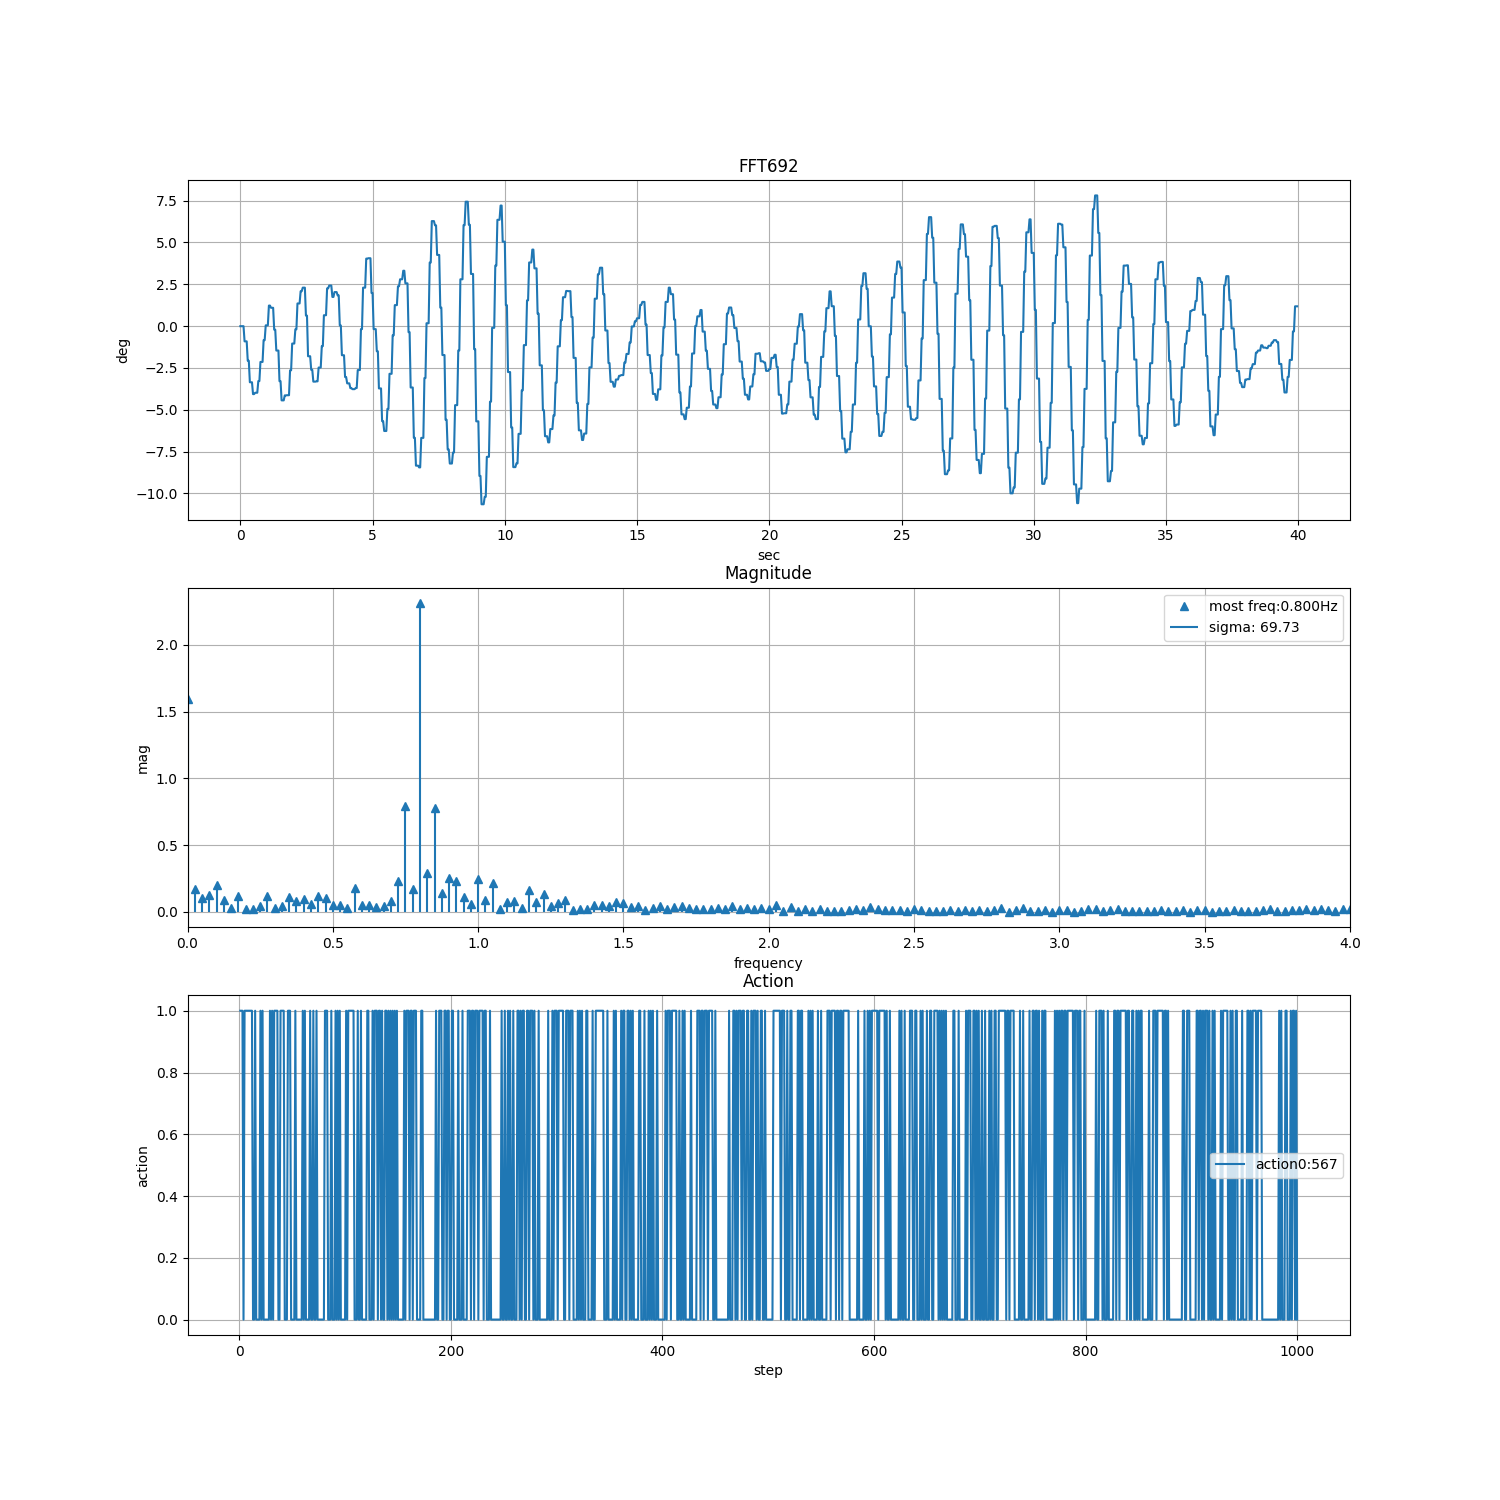 FFT692
7.5
5.0
2.5
0.0
−2.5
−5.0
−7.5
−10.0
deg
0 5 10 15 20 25 30 35 40
sec
Magnitude
most freq:0.800Hz
sigma: 69.73
2.0
1.5
1.0
0.5
0.0
mag
0.0 0.5 1.0 1.5 2.0 2.5 3.0 3.5 4.0
frequency
Action
1.0
0.8
0.6
0.4
0.2
0.0
action
action0:567
0 200 400 600 800 1000
step